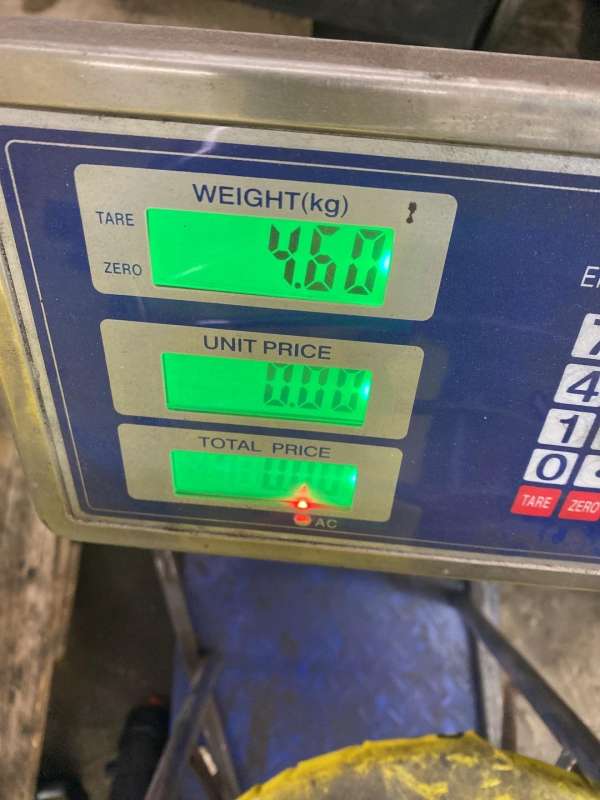 WEIGHT(kg)
TARE
ZERO
4.60
UNIT PRICE
0.00
TOTAL PRICE
0.00
AC
4
1
0
TARE
ZERO